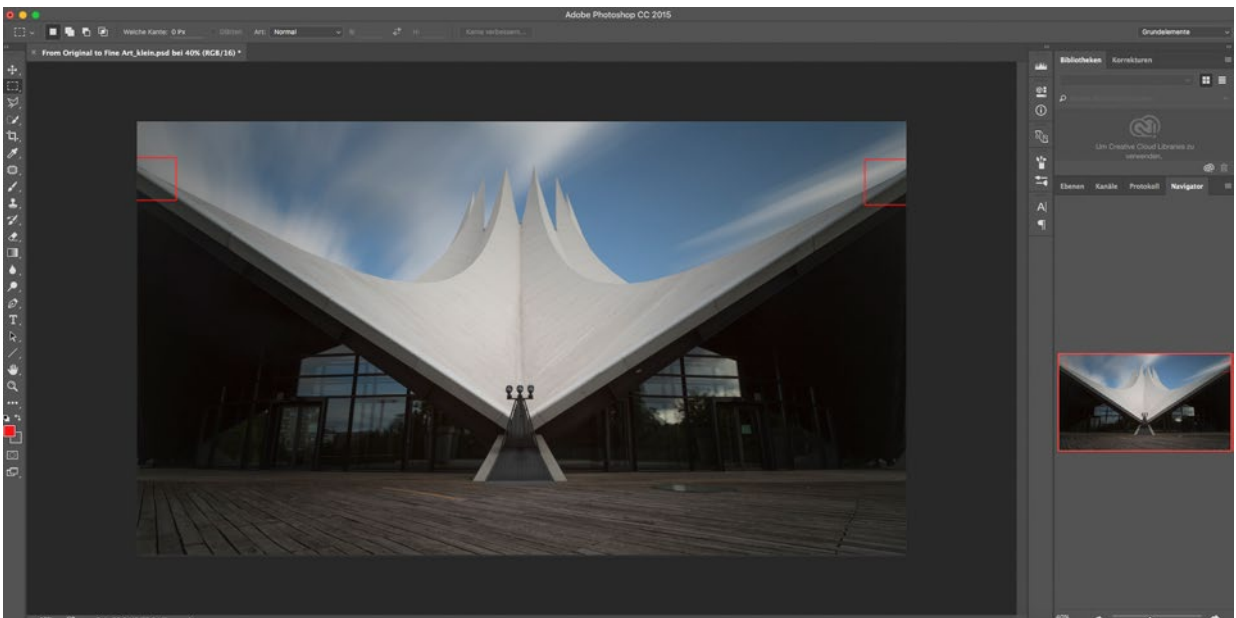 Adobe Photoshop CC 2015
Weiche Kante: 0 Px
Glätten
Art:
Normal
B:
H:
Kante verbessern...
Grundelemente
× From Original to Fine Art_klein.psd bei 40% (RGB/16) *
Bibliotheken
Korrekturen
Um Creative Cloud Libraries zu
verwenden,
Ebenen
Kanäle
Protokoll
Navigator